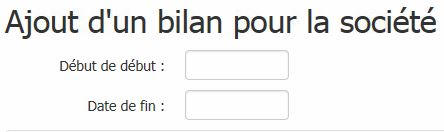 Ajout d'un bilan pour la société
Début de début :
Date de fin :